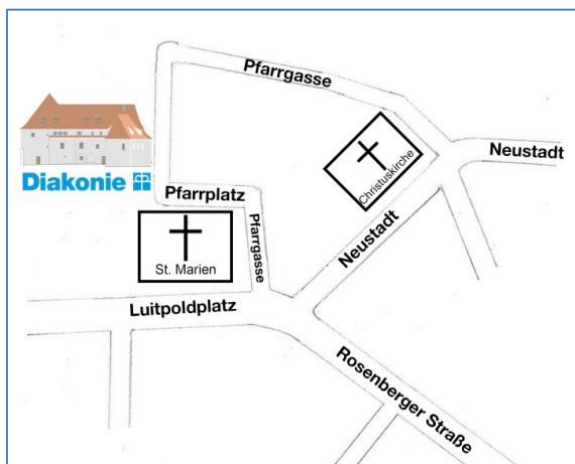 Pfarrgasse
Christuskirche
Neustadt
Diakonie
Pfarrplatz
Pfarrgasse
Neustadt
St. Marien
Luitpoldplatz
Rosenberger Straße